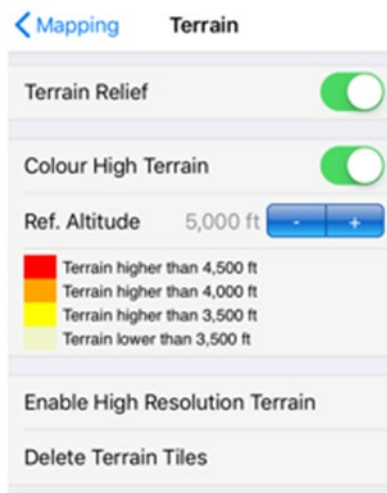 Mapping Terrain
Terrain Relief
Colour High Terrain
Ref. Altitude 5,000 ft - +
Terrain higher than 4,500 ft
Terrain higher than 4,000 ft
Terrain higher than 3,500 ft
Terrain lower than 3,500 ft
Enable High Resolution Terrain
Delete Terrain Tiles